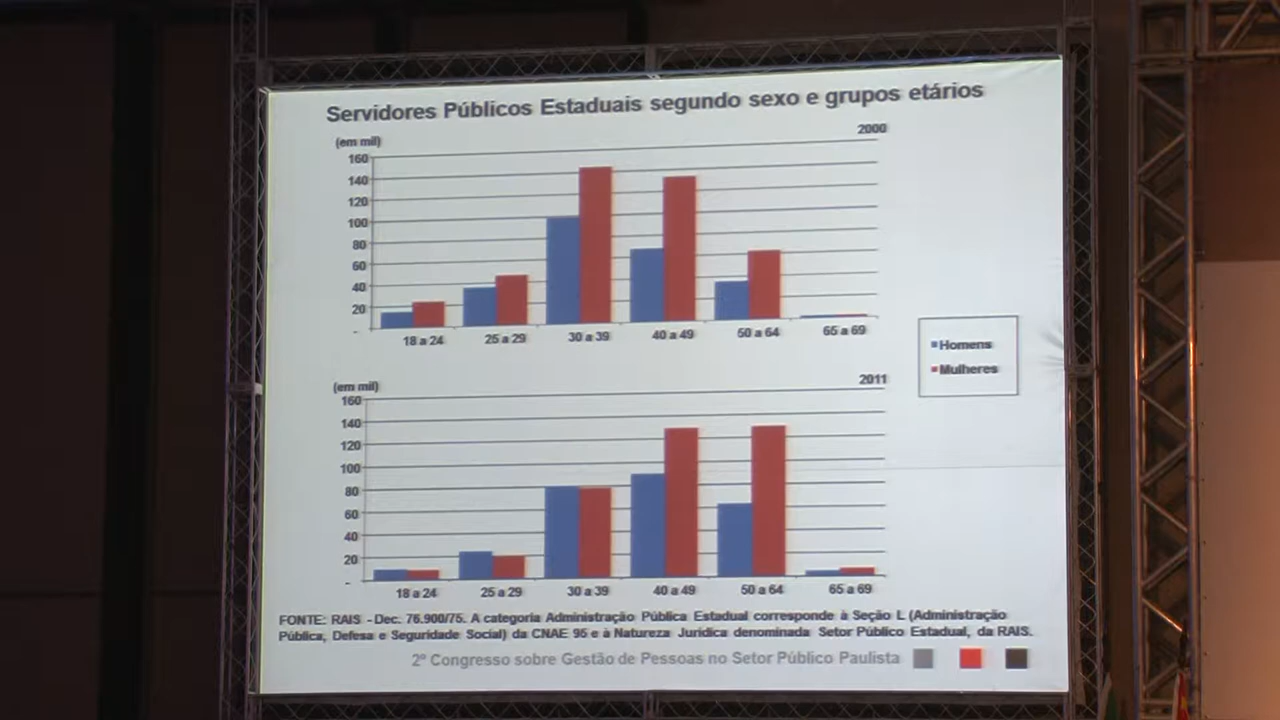 Servidores Públicos Estaduais segundo sexo e grupos etários
(em mil)
2000
160
140
120
100
80
60
40
20
-
18 a 24
25 a 29
30 a 39
40 a 49
50 a 64
65 a 69
Homens
Mulheres
(em mil)
2011
160
140
120
100
80
60
40
20
-
18 a 24
25 a 29
30 a 39
40 a 49
50 a 64
65 a 69
FONTE: RAIS - Dec. 76.900/75. A categoria Administração Pública Estadual corresponde à Seção L (Administração
Pública, Defesa e Seguridade Social) da CNAE 95 e à Natureza Jurídica denominada Setor Público Estadual, da RAIS.
2º Congresso sobre Gestão de Pessoas no Setor Público Paulista